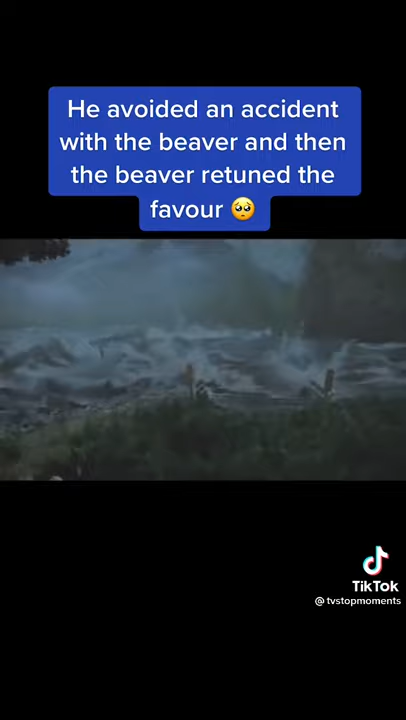 He avoided an accident
with the beaver and then
the beaver retuned the
favour 🥺
TikTok
@tvstopmoments